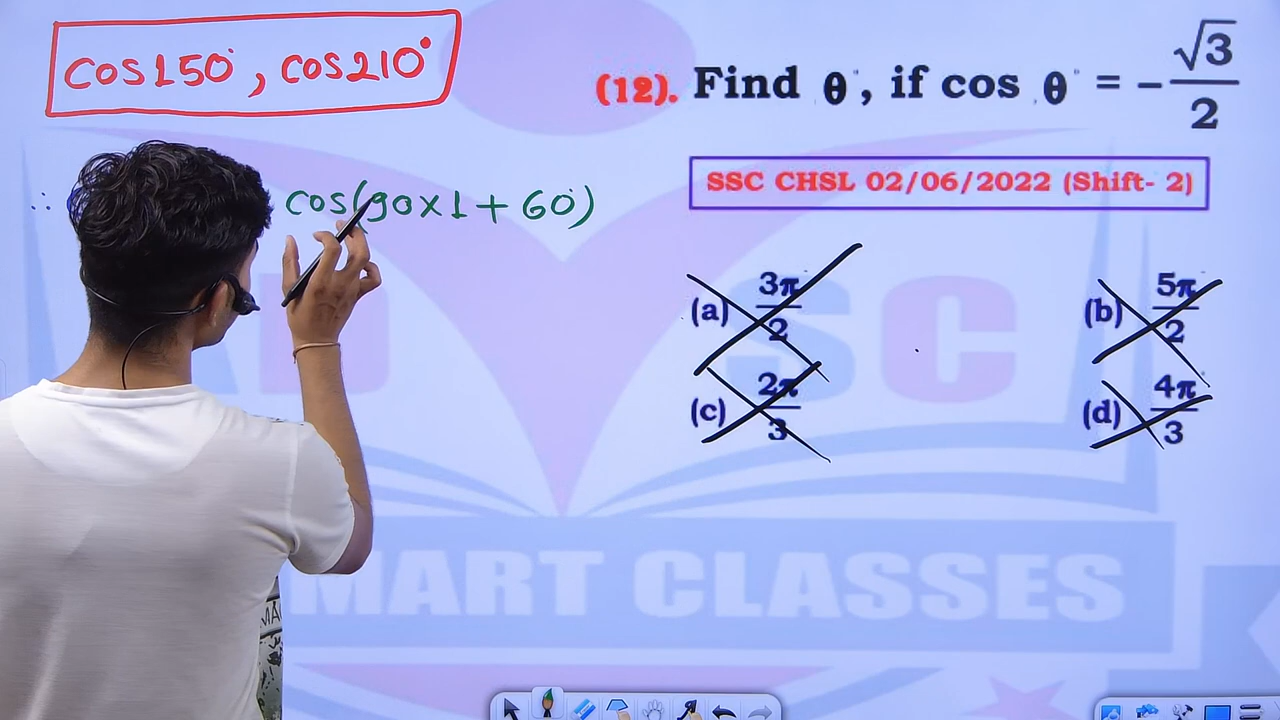 cos150°, cos210°
(12). Find θ°, if cos θ° = -√3/2
SSC CHSL 02/06/2022 (Shift- 2)
∴ cos(90×1+60°)
(a) 3π/2
(b) 5π/2
(c) 2π/3
(d) 4π/3
SC
MART CLASSES